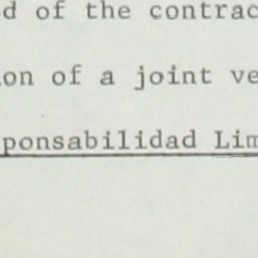 d of the contrac
on of a joint ve
ponsabilidad Lim